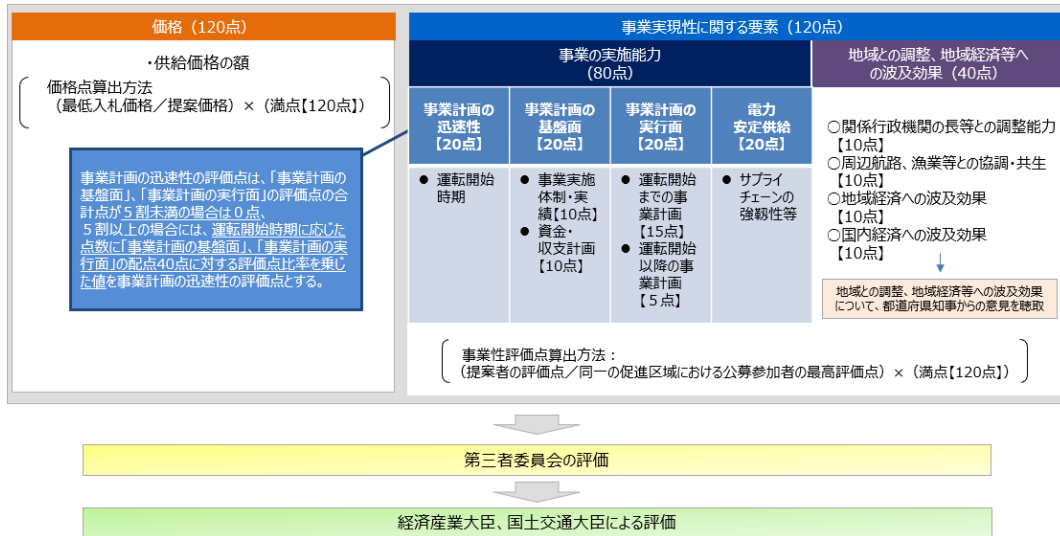 価格（120点）
・供給価格の額
価格点算出方法
（最低入札価格／提案価格）×（満点【120点】）
事業計画の迅速性の評価点は、「事業計画の
基盤面」、「事業計画の実行面」の評価点の合
計点が５割未満の場合は０点、
５割以上の場合には、運転開始時期に応じた
点数に「事業計画の基盤面」、「事業計画の実
行面」の配点40点に対する評価点比率を乗じ
た値を事業計画の迅速性の評価点とする。
事業実現性に関する要素（120点）
事業の実施能力
（80点）
事業計画の
迅速性
【20点】
● 運転開始
時期
事業計画の
基盤面
【20点】
● 事業実施
体制・実
績【10点】
● 資金・
収支計画
【10点】
事業計画の
実行面
【20点】
● 運転開始
までの事
業計画
【15点】
● 運転開始
以降の事
業計画
【５点】
電力
安定供給
【20点】
● サプライ
チェーンの
強靱性等
地域との調整、地域経済等へ
の波及効果（40点）
○関係行政機関の長等との調整能力
【10点】
○周辺航路、漁業等との協調・共生
【10点】
○地域経済への波及効果
【10点】
○国内経済への波及効果
【10点】
地域との調整、地域経済等への波及効果
について、都道府県知事からの意見を聴取
事業性評価点算出方法：
（提案者の評価点／同一の促進区域における公募参加者の最高評価点）×（満点【120点】）
第三者委員会の評価
経済産業大臣、国土交通大臣による評価